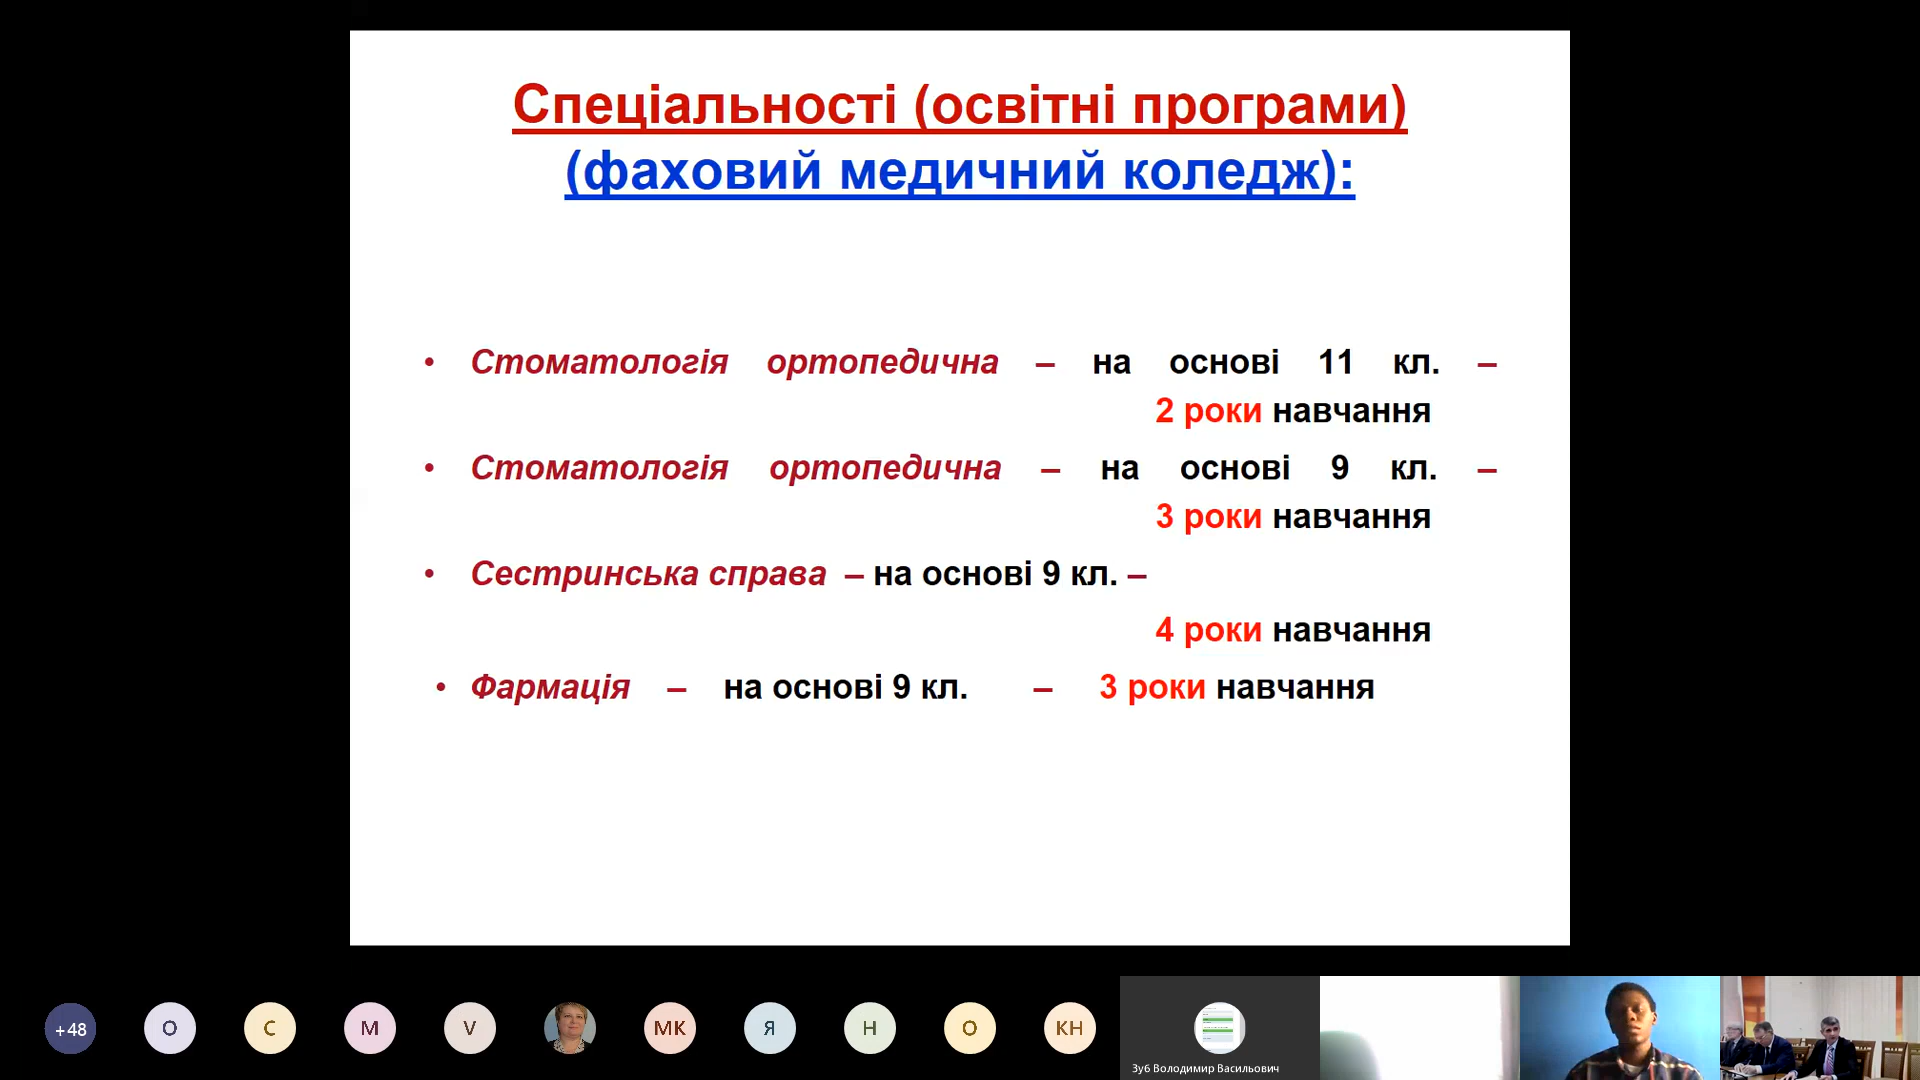 Спеціальності (освітні програми)
(фаховий медичний коледж):
• Стоматологія ортопедична – на основі 11 кл. –
2 роки навчання
• Стоматологія ортопедична – на основі 9 кл. –
3 роки навчання
• Сестринська справа – на основі 9 кл. –
4 роки навчання
• Фармація – на основі 9 кл. – 3 роки навчання
+48 О С М V МК Я Н О КН
Зуб Володимир Васильович